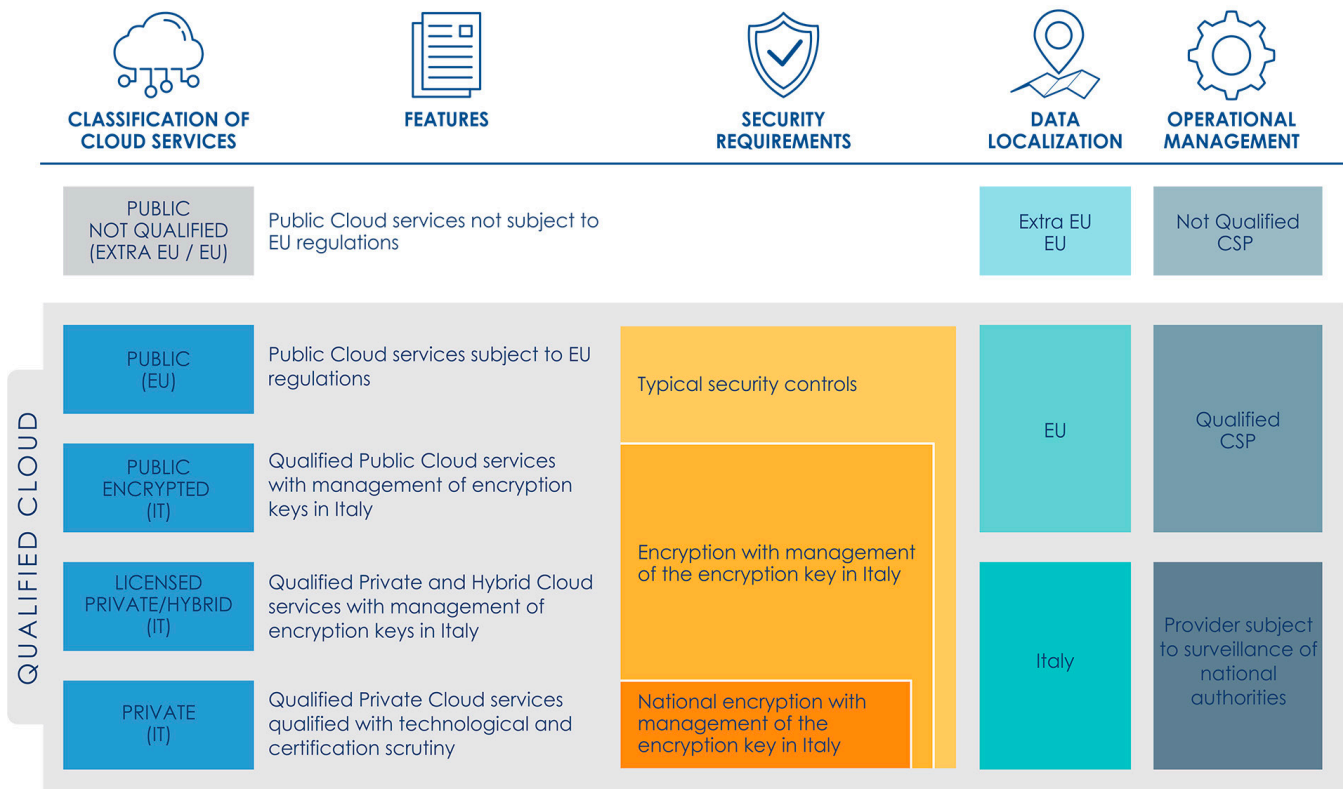 CLASSIFICATION OF
CLOUD SERVICES
FEATURES
SECURITY
REQUIREMENTS
DATA
LOCALIZATION
OPERATIONAL
MANAGEMENT
PUBLIC
NOT QUALIFIED
(EXTRA EU / EU)
Public Cloud services not subject to
EU regulations
Extra EU
EU
Not Qualified
CSP
QUALIFIED CLOUD
PUBLIC
(EU)
Public Cloud services subject to EU
regulations
Typical security controls
EU
Qualified
CSP
PUBLIC
ENCRYPTED
(IT)
Qualified Public Cloud services
with management of encryption
keys in Italy
Encryption with management
of the encryption key in Italy
LICENSED
PRIVATE/HYBRID
(IT)
Qualified Private and Hybrid Cloud
services with management of
encryption keys in Italy
Italy
Provider subject
to surveillance of
national
authorities
PRIVATE
(IT)
Qualified Private Cloud services
qualified with technological and
certification scrutiny
National encryption with
management of the
encryption key in Italy